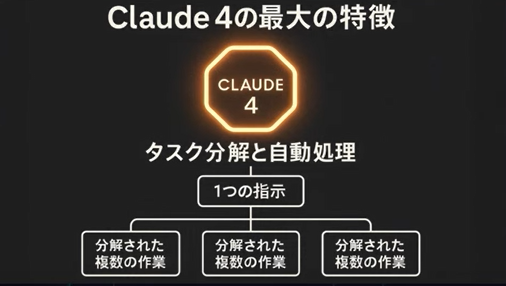 Claude 4の最大の特徴
CLAUDE
4
タスク分解と自動処理
1つの指示
分解された
複数の作業
分解された
複数の作業
分解された
複数の作業